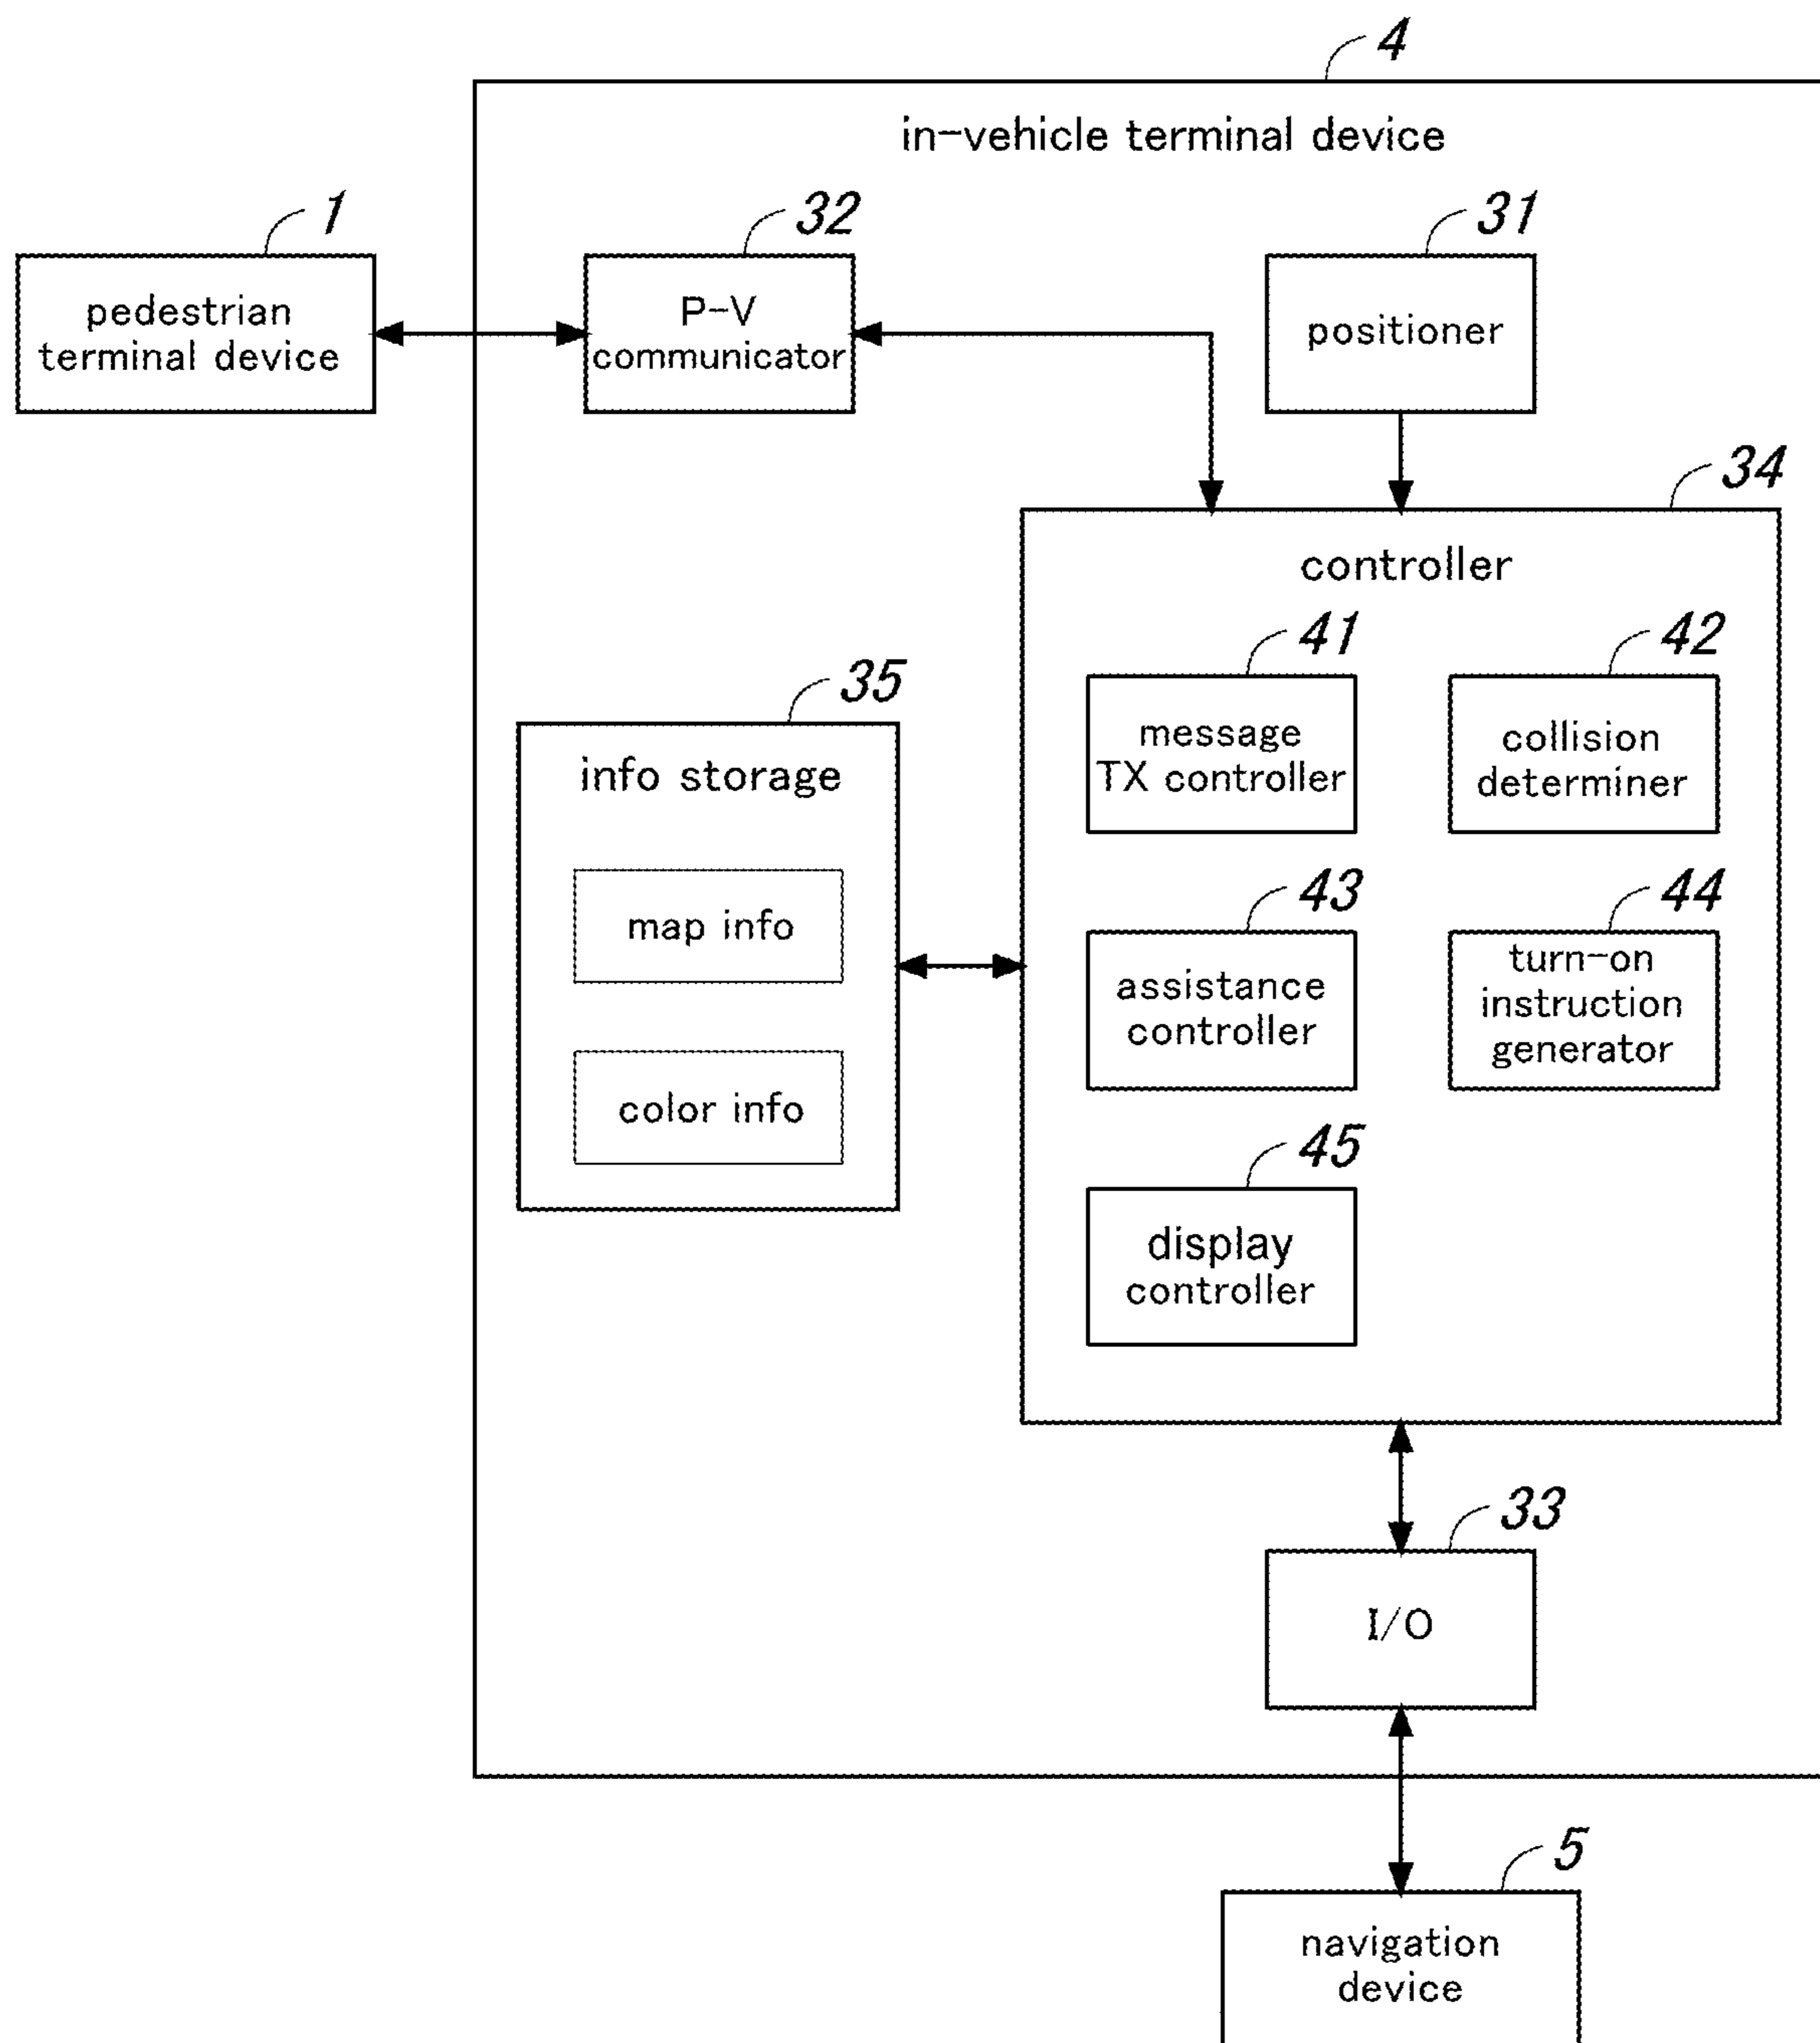 4
in-vehicle terminal device
1
32
31
pedestrian
terminal device
P-V
communicator
positioner
34
controller
41
42
message
TX controller
collision
determiner
35
info storage
map info
color info
43
44
assistance
controller
turn-on
instruction
generator
45
display
controller
33
I/O
5
navigation
device